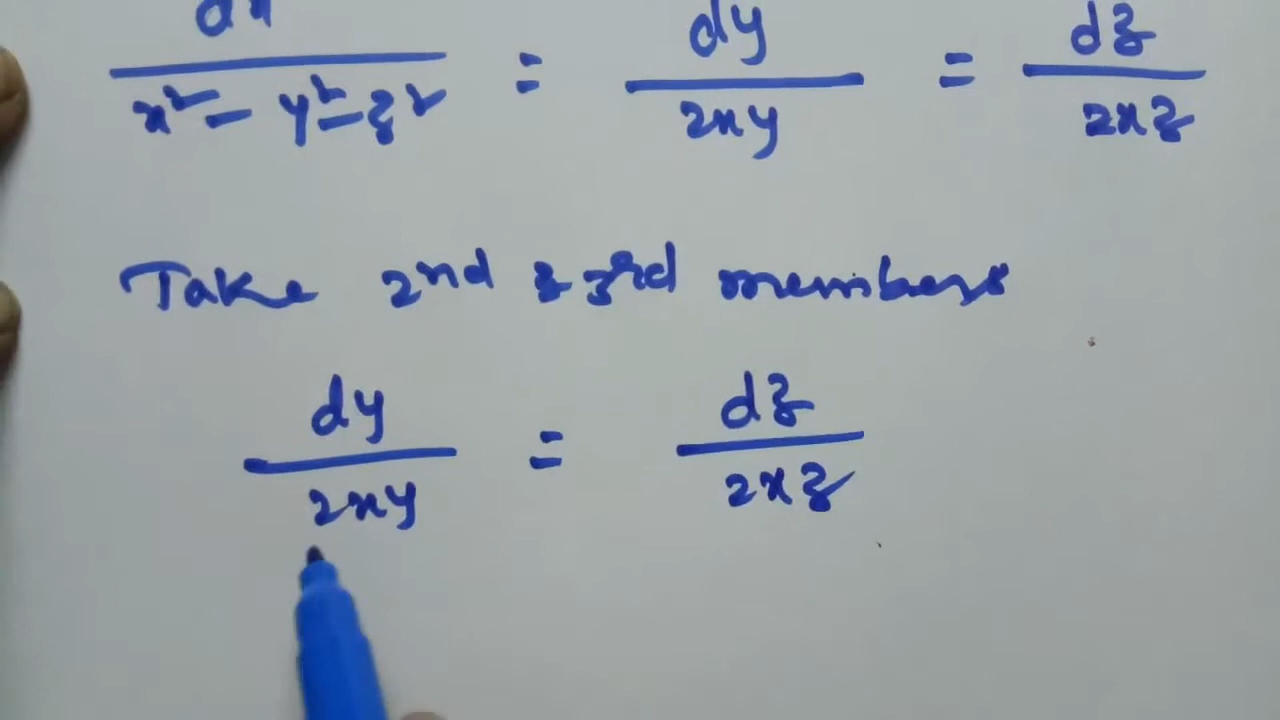 dx/(x² - y² - z²) = dy/2xy = dz/2xz
Take 2nd & 3rd members
dy/2xy = dz/2xz